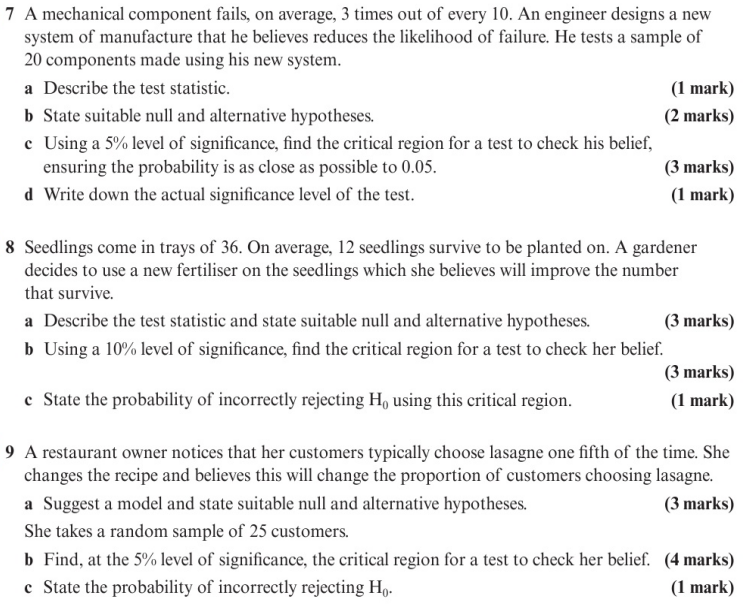 7 A mechanical component fails, on average, 3 times out of every 10. An engineer designs a new
system of manufacture that he believes reduces the likelihood of failure. He tests a sample of
20 components made using his new system.
a Describe the test statistic. (1 mark)
b State suitable null and alternative hypotheses. (2 marks)
c Using a 5% level of significance, find the critical region for a test to check his belief,
ensuring the probability is as close as possible to 0.05. (3 marks)
d Write down the actual significance level of the test. (1 mark)
8 Seedlings come in trays of 36. On average, 12 seedlings survive to be planted on. A gardener
decides to use a new fertiliser on the seedlings which she believes will improve the number
that survive.
a Describe the test statistic and state suitable null and alternative hypotheses. (3 marks)
b Using a 10% level of significance, find the critical region for a test to check her belief.
(3 marks)
c State the probability of incorrectly rejecting H₀ using this critical region. (1 mark)
9 A restaurant owner notices that her customers typically choose lasagne one fifth of the time. She
changes the recipe and believes this will change the proportion of customers choosing lasagne.
a Suggest a model and state suitable null and alternative hypotheses. (3 marks)
She takes a random sample of 25 customers.
b Find, at the 5% level of significance, the critical region for a test to check her belief. (4 marks)
c State the probability of incorrectly rejecting H₀. (1 mark)